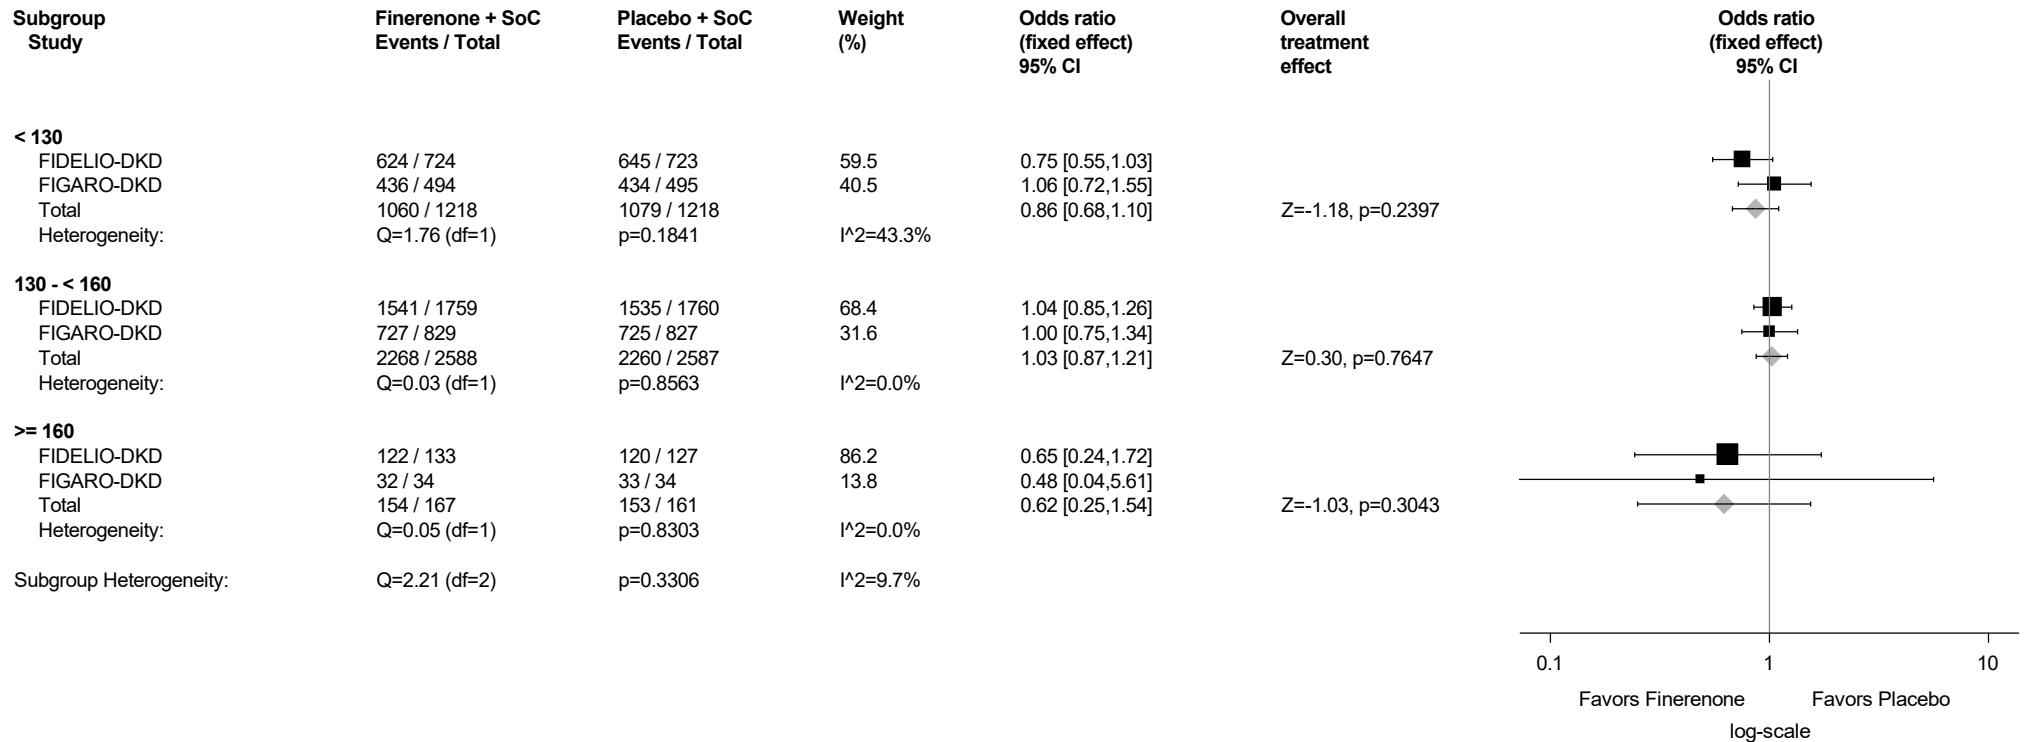 Subgroup Finerenone + SoC Placebo + SoC Weight Odds ratio Overall Odds ratio
Study Events / Total Events / Total (%) (fixed effect) treatment (fixed effect)
95% CI effect 95% CI
< 130
FIDELIO-DKD 624 / 724 645 / 723 59.5 0.75 [0.55,1.03]
FIGARO-DKD 436 / 494 434 / 495 40.5 1.06 [0.72,1.55]
Total 1060 / 1218 1079 / 1218 0.86 [0.68,1.10] Z=-1.18, p=0.2397
Heterogeneity: Q=1.76 (df=1) p=0.1841 I^2=43.3%
130 - < 160
FIDELIO-DKD 1541 / 1759 1535 / 1760 68.4 1.04 [0.85,1.26]
FIGARO-DKD 727 / 829 725 / 827 31.6 1.00 [0.75,1.34]
Total 2268 / 2588 2260 / 2587 1.03 [0.87,1.21] Z=0.30, p=0.7647
Heterogeneity: Q=0.03 (df=1) p=0.8563 I^2=0.0%
>= 160
FIDELIO-DKD 122 / 133 120 / 127 86.2 0.65 [0.24,1.72]
FIGARO-DKD 32 / 34 33 / 34 13.8 0.48 [0.04,5.61]
Total 154 / 167 153 / 161 0.62 [0.25,1.54] Z=-1.03, p=0.3043
Heterogeneity: Q=0.05 (df=1) p=0.8303 I^2=0.0%
Subgroup Heterogeneity: Q=2.21 (df=2) p=0.3306 I^2=9.7%
0.1 1 10
Favors Finerenone Favors Placebo
log-scale